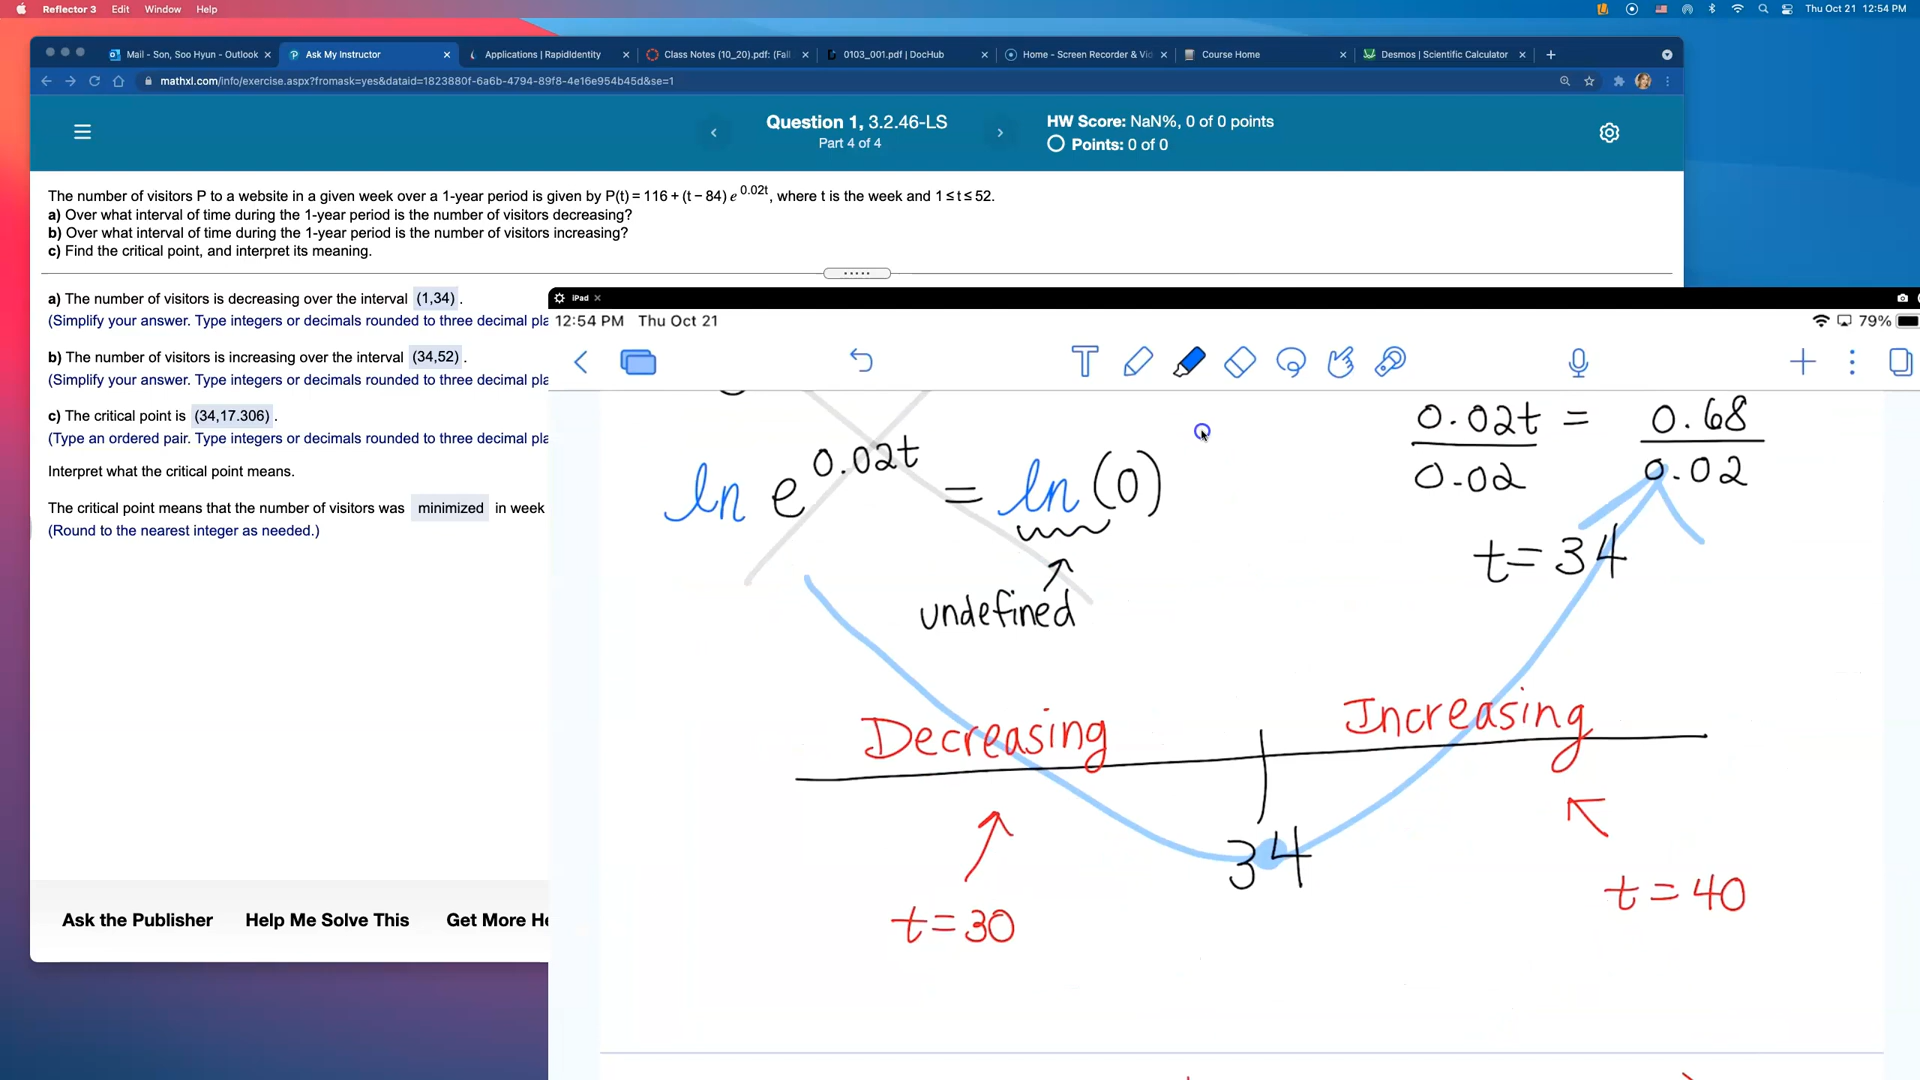 Reflector 3 Edit Window Help Thu Oct 21 12:54 PM
Mail - Son, Soo Hyun - Outlook Ask My Instructor Applications | RapidIdentity Class Notes (10_20).pdf: (Fall 0103_001.pdf | DocHub Home - Screen Recorder & Vid Course Home Desmos | Scientific Calculator
mathxl.com/info/exercise.aspx?fromask=yes&dataid=1823880f-6a6b-4794-89f8-4e16e954b45d&se=1
Question 1, 3.2.46-LS
Part 4 of 4
HW Score: NaN%, 0 of 0 points
Points: 0 of 0
The number of visitors P to a website in a given week over a 1-year period is given by P(t) = 116 + (t − 84) e 0.02t, where t is the week and 1 ≤ t ≤ 52.
a) Over what interval of time during the 1-year period is the number of visitors decreasing?
b) Over what interval of time during the 1-year period is the number of visitors increasing?
c) Find the critical point, and interpret its meaning.
a) The number of visitors is decreasing over the interval (1,34) .
(Simplify your answer. Type integers or decimals rounded to three decimal pla
b) The number of visitors is increasing over the interval (34,52) .
(Simplify your answer. Type integers or decimals rounded to three decimal pla
c) The critical point is (34,17.306) .
(Type an ordered pair. Type integers or decimals rounded to three decimal pla
Interpret what the critical point means.
The critical point means that the number of visitors was minimized in week
(Round to the nearest integer as needed.)
Ask the Publisher Help Me Solve This Get More He
iPad
12:54 PM Thu Oct 21 79%
0.02t = 0.68
0.02 0.02
ln e 0.02t = ln (0)
t = 34
undefined
Decreasing Increasing
34
t = 30 t = 40